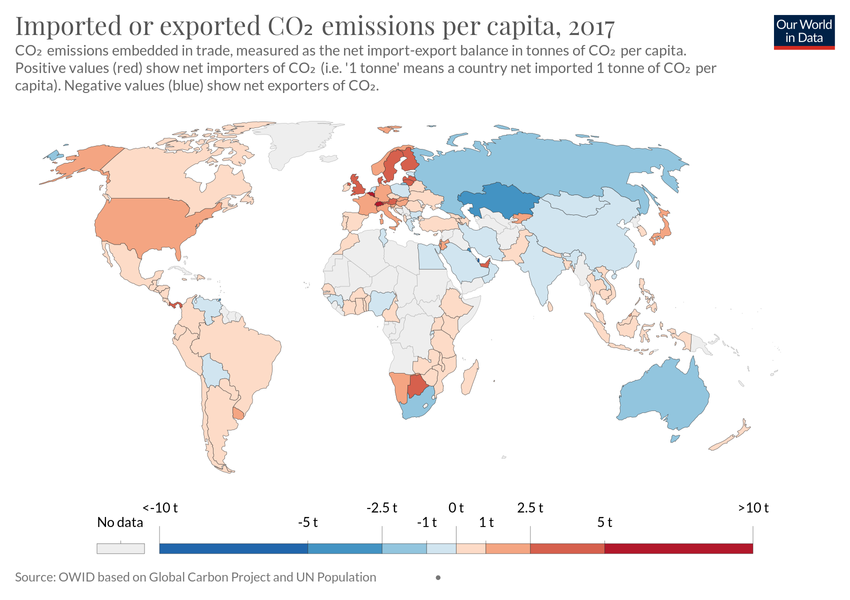 Imported or exported CO₂ emissions per capita, 2017
Our World
in Data
CO₂ emissions embedded in trade, measured as the net import-export balance in tonnes of CO₂ per capita.
Positive values (red) show net importers of CO₂ (i.e. '1 tonne' means a country net imported 1 tonne of CO₂ per
capita). Negative values (blue) show net exporters of CO₂.
<-10 t -2.5 t 0 t 2.5 t >10 t
No data -5 t -1 t 1 t 5 t
Source: OWID based on Global Carbon Project and UN Population •